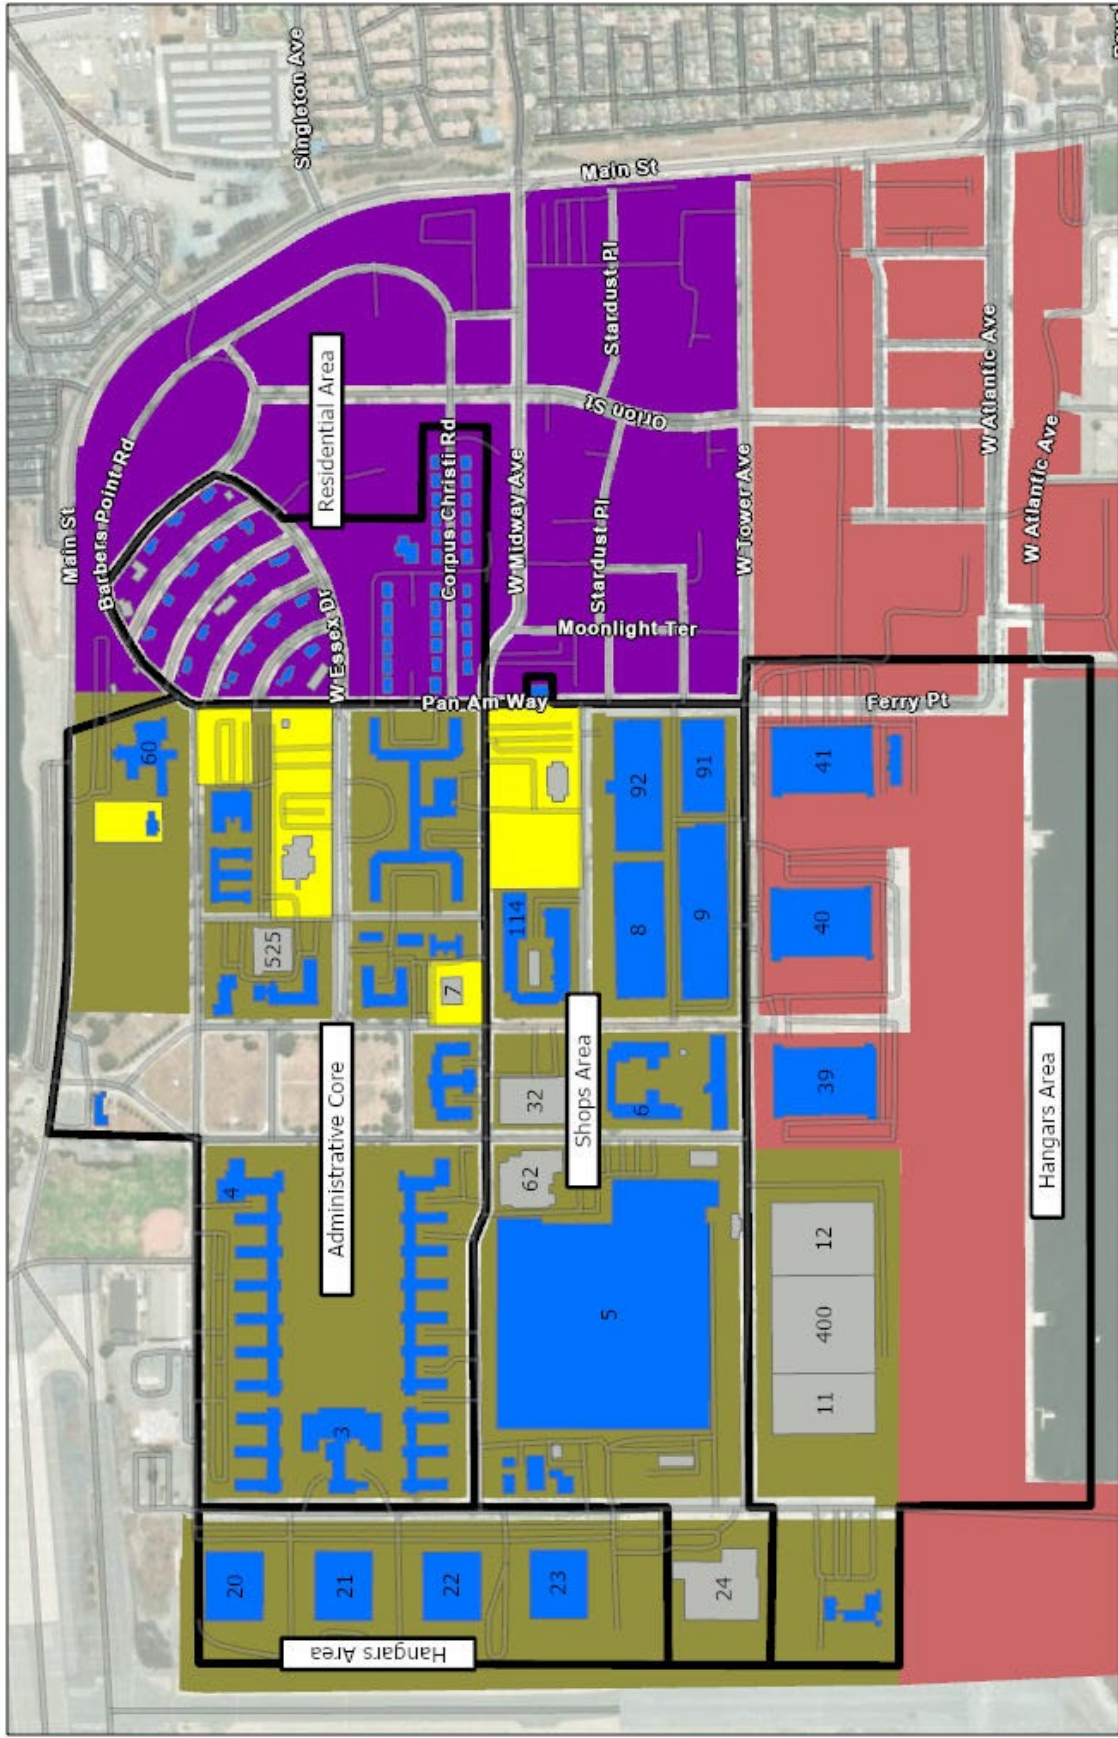 Singleton Ave
Main St
Main St
Barbers Point Rd
Residential Area
Stardust Pl
Orion St
Corpus Christi Rd
W Midway Ave
W Atlantic Ave
W Atlantic Ave
W Tower Ave
Stardust Pl
W Essex Dr
Moonlight Ter
Pan Am Way
Ferry Pt
60
92
91
41
114
8
9
40
525
7
32
6
39
Administrative Core
Shops Area
Hangars Area
4
62
5
12
400
11
3
20
21
22
23
24
Hangars Area